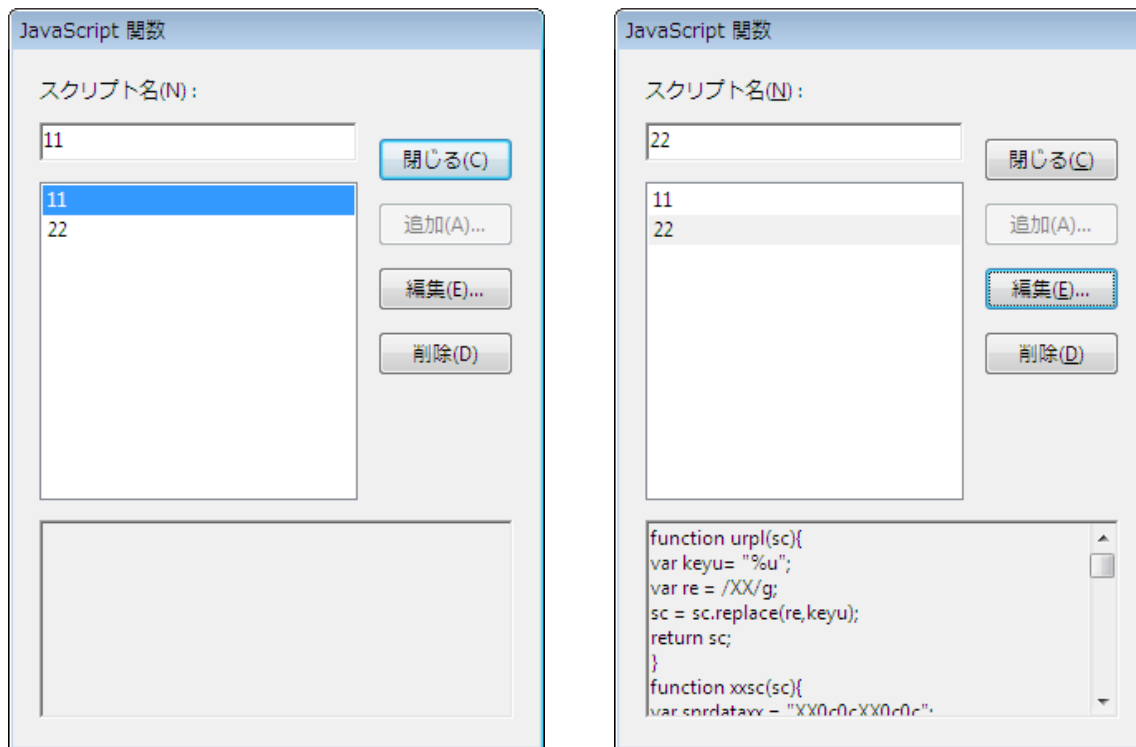 JavaScript 関数
スクリプト名(N) :
11
閉じる(C)
11
22
追加(A)...
編集(E)...
削除(D)
JavaScript 関数
スクリプト名(N) :
22
閉じる(C)
11
22
追加(A)...
編集(E)...
削除(D)
function urpl(sc){
var keyu= "%u";
var re = /XX/g;
sc = sc.replace(re,keyu);
return sc;
}
function xxsc(sc){
var sprdataxx = "XX0c0cXX0c0c";